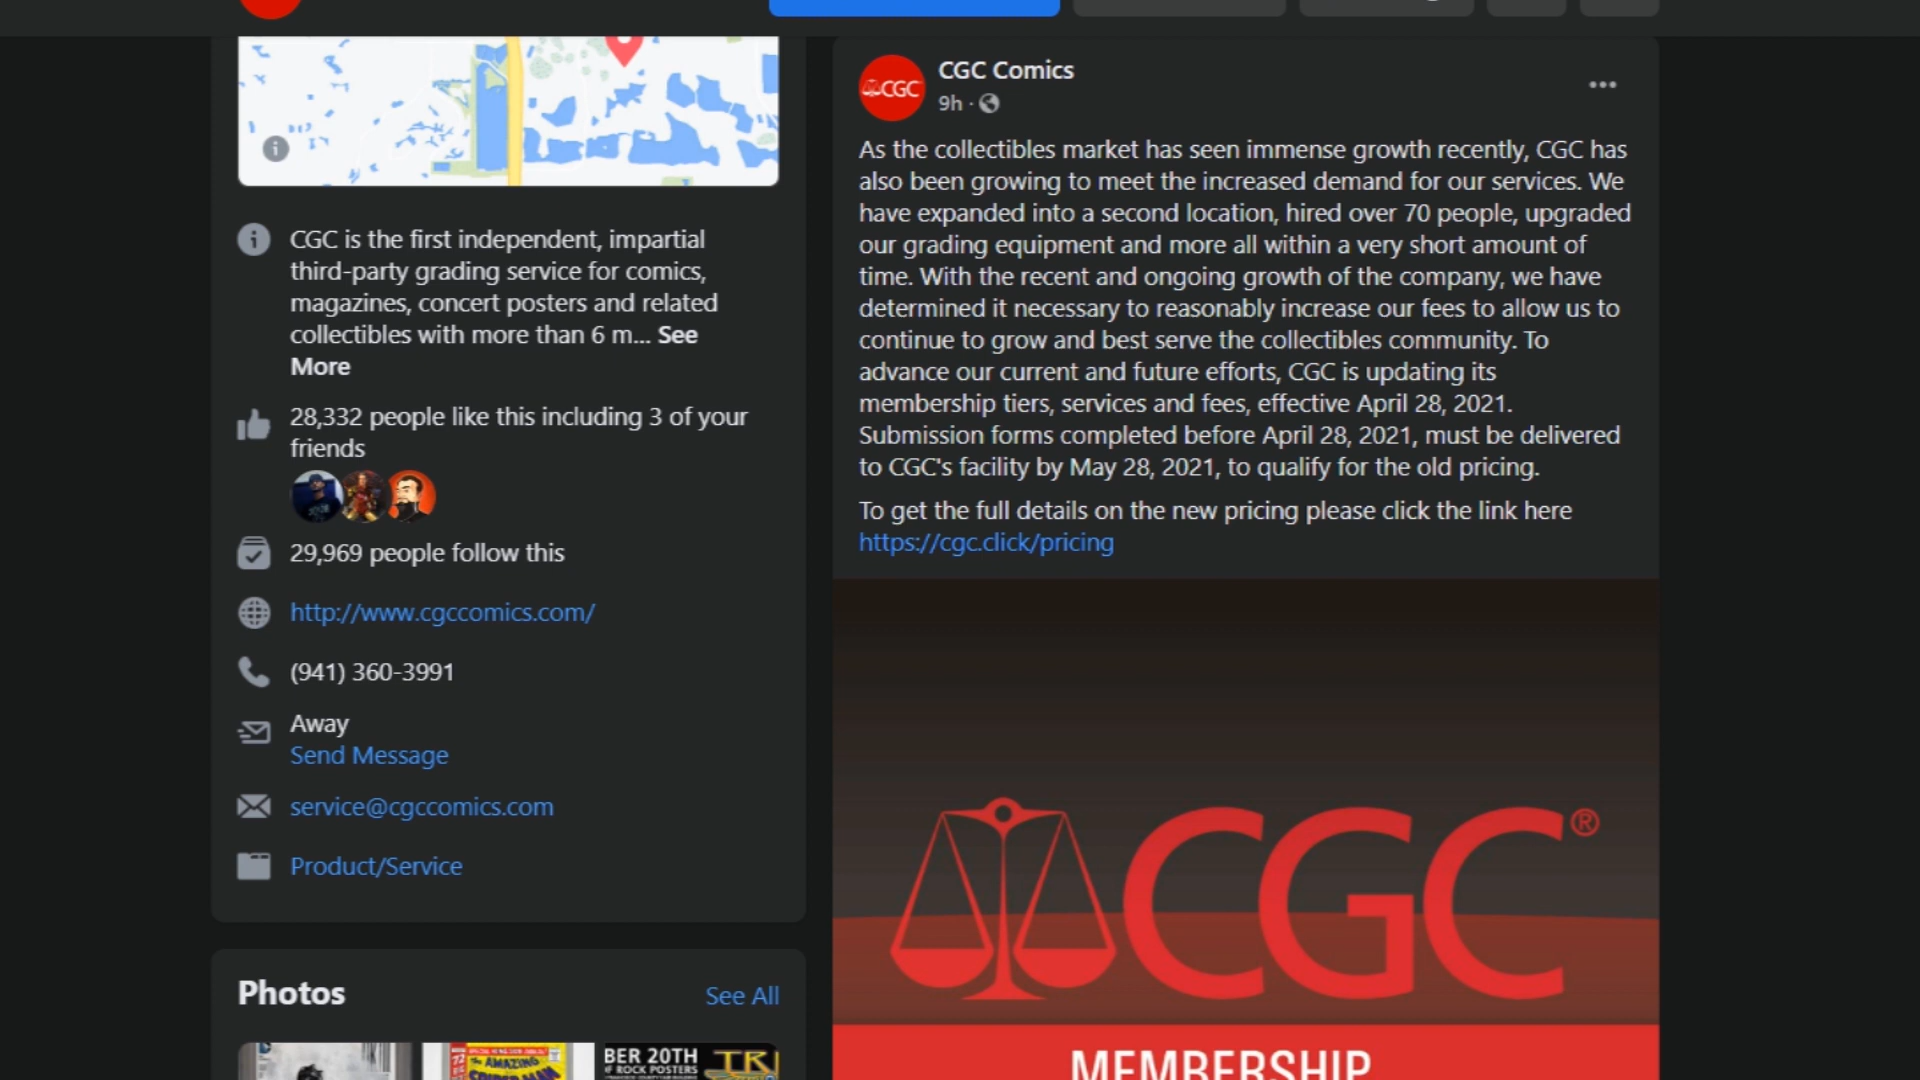 CGC is the first independent, impartial
third-party grading service for comics,
magazines, concert posters and related
collectibles with more than 6 m... See
More
28,332 people like this including 3 of your
friends
29,969 people follow this
http://www.cgccomics.com/
(941) 360-3991
Away
Send Message
service@cgccomics.com
Product/Service
Photos
See All
THE AMAZING
BER 20TH
F ROCK POSTERS
CGC
CGC Comics
9h
As the collectibles market has seen immense growth recently, CGC has
also been growing to meet the increased demand for our services. We
have expanded into a second location, hired over 70 people, upgraded
our grading equipment and more all within a very short amount of
time. With the recent and ongoing growth of the company, we have
determined it necessary to reasonably increase our fees to allow us to
continue to grow and best serve the collectibles community. To
advance our current and future efforts, CGC is updating its
membership tiers, services and fees, effective April 28, 2021.
Submission forms completed before April 28, 2021, must be delivered
to CGC's facility by May 28, 2021, to qualify for the old pricing.
To get the full details on the new pricing please click the link here
https://cgc.click/pricing
CGC®
MEMBERSHIP